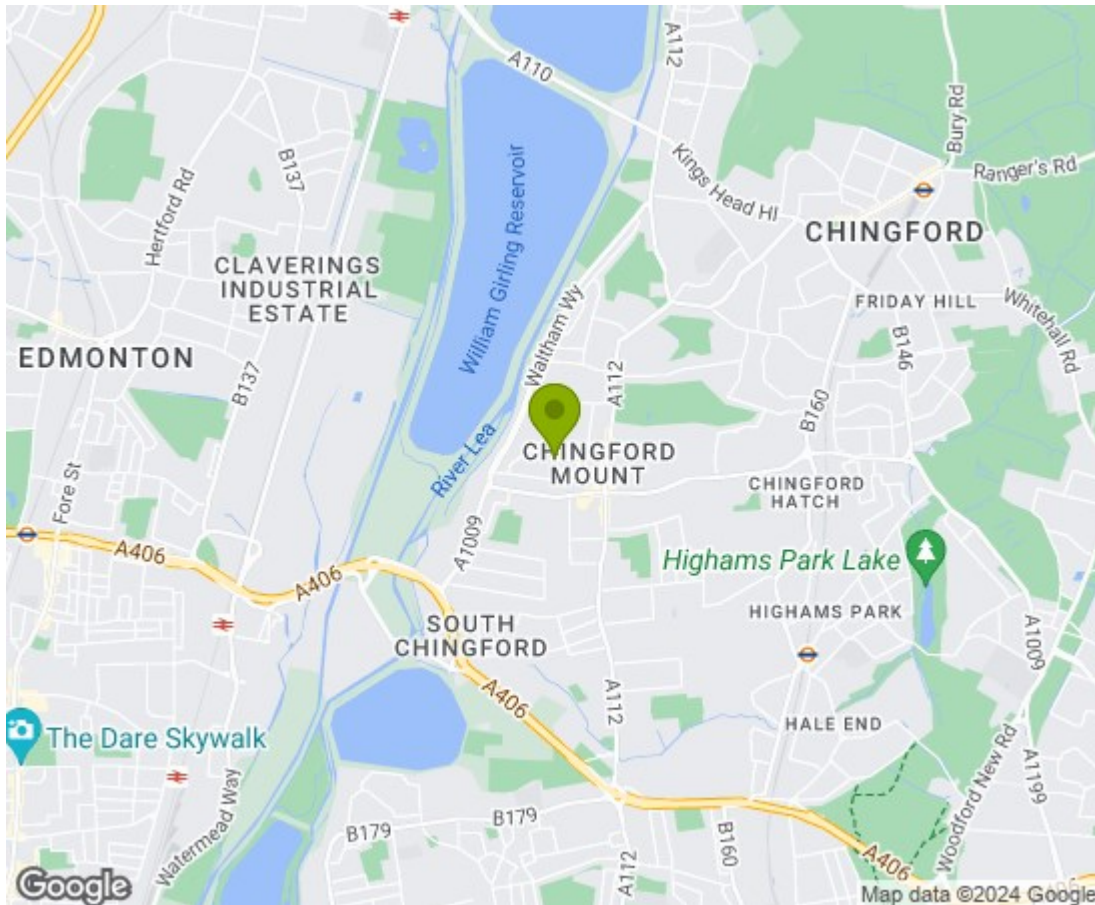 A110
A112
Bury Rd
Ranger's Rd
Kings Head Hl
CHINGFORD
Hertford Rd
B137
CLAVERINGS
INDUSTRIAL
ESTATE
William Girling Reservoir
Waltham Wy
FRIDAY HILL
Whitehall Rd
B146
EDMONTON
B137
A112
B160
River Lea
CHINGFORD
MOUNT
CHINGFORD
HATCH
Fore St
A406
A406
A1009
Highams Park Lake
HIGHAMS PARK
A1009
SOUTH
CHINGFORD
A406
A112
HALE END
The Dare Skywalk
Woodford New Rd
A1199
Watermead Way
B179
B179
A112
B160
A406
Google
Map data ©2024 Google